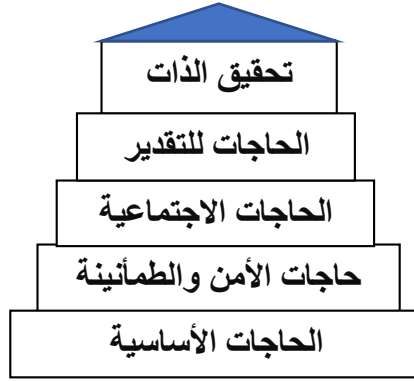 تحقيق الذات
الحاجات للتقدير
الحاجات الاجتماعية
حاجات الأمن والطمأنينة
الحاجات الأساسية